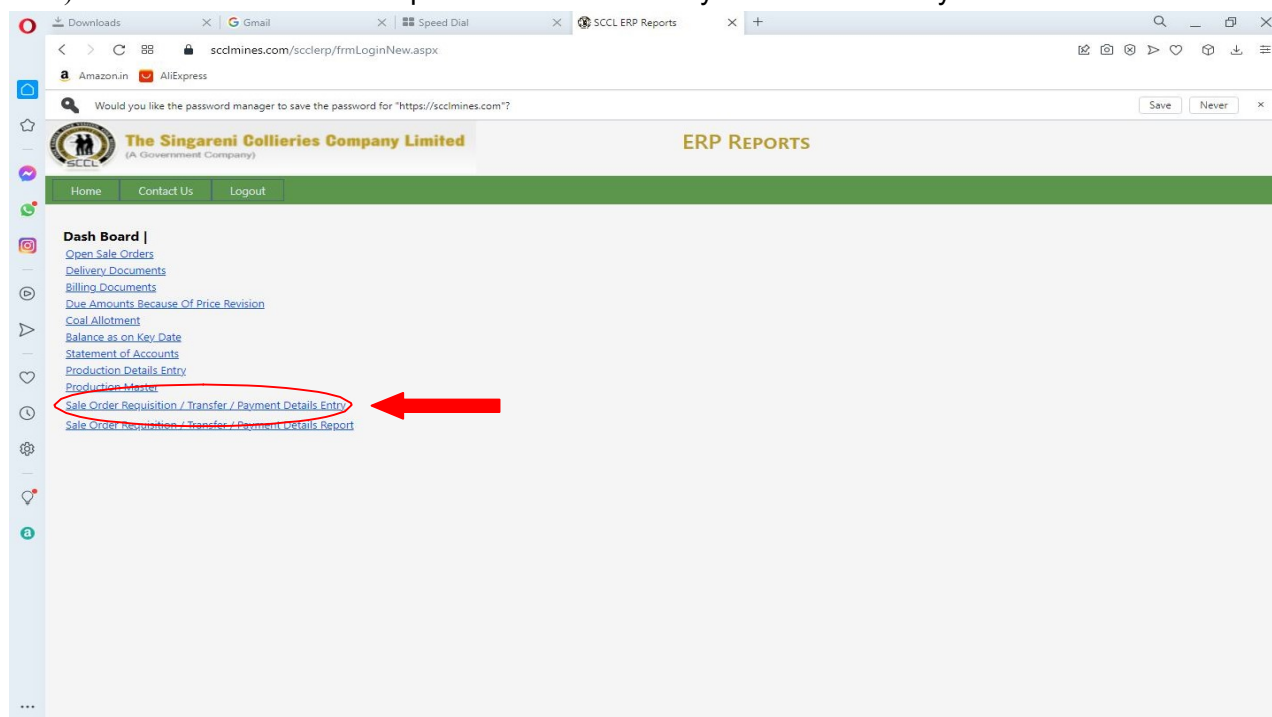 Downloads G Gmail Speed Dial SCCL ERP Reports
scclmines.com/scclerp/frmLoginNew.aspx
a Amazon.in AliExpress
Would you like the password manager to save the password for "https://scclmines.com"? Save Never
The Singareni Collieries Company Limited
(A Government Company)
SCCL
ERP REPORTS
Home Contact Us Logout
Dash Board |
Open Sale Orders
Delivery Documents
Billing Documents
Due Amounts Because Of Price Revision
Coal Allotment
Balance as on Key Date
Statement of Accounts
Production Details Entry
Production Master
Sale Order Requisition / Transfer / Payment Details Entry
Sale Order Requisition / Transfer / Payment Details Report